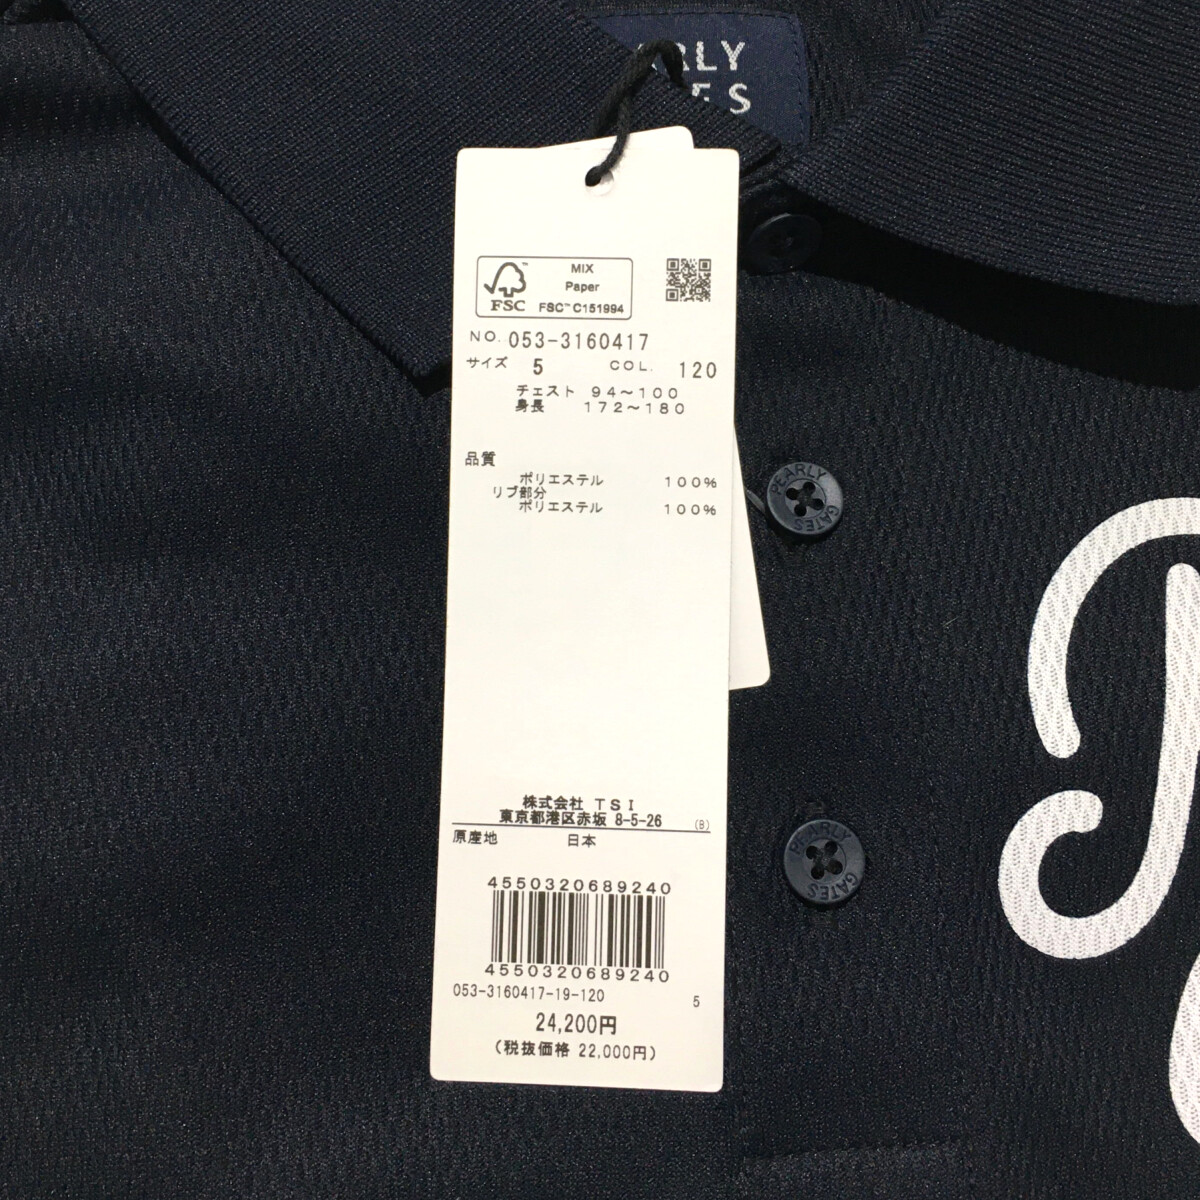 RLY
ES
MIX
Paper
FSC
FSC™ C151994
NO. 053-3160417
サイズ 5 COL. 120
チェスト 94～100
身長 172～180
品質
ポリエステル 100%
リブ部分
ポリエステル 100%
株式会社 TSI
東京都港区赤坂 8-5-26 (B)
原産地 日本
4550320689240
4550320689240
053-3160417-19-120 5
24,200円
(税抜価格 22,000円)
PEARLY GATES
PEARLY GATES